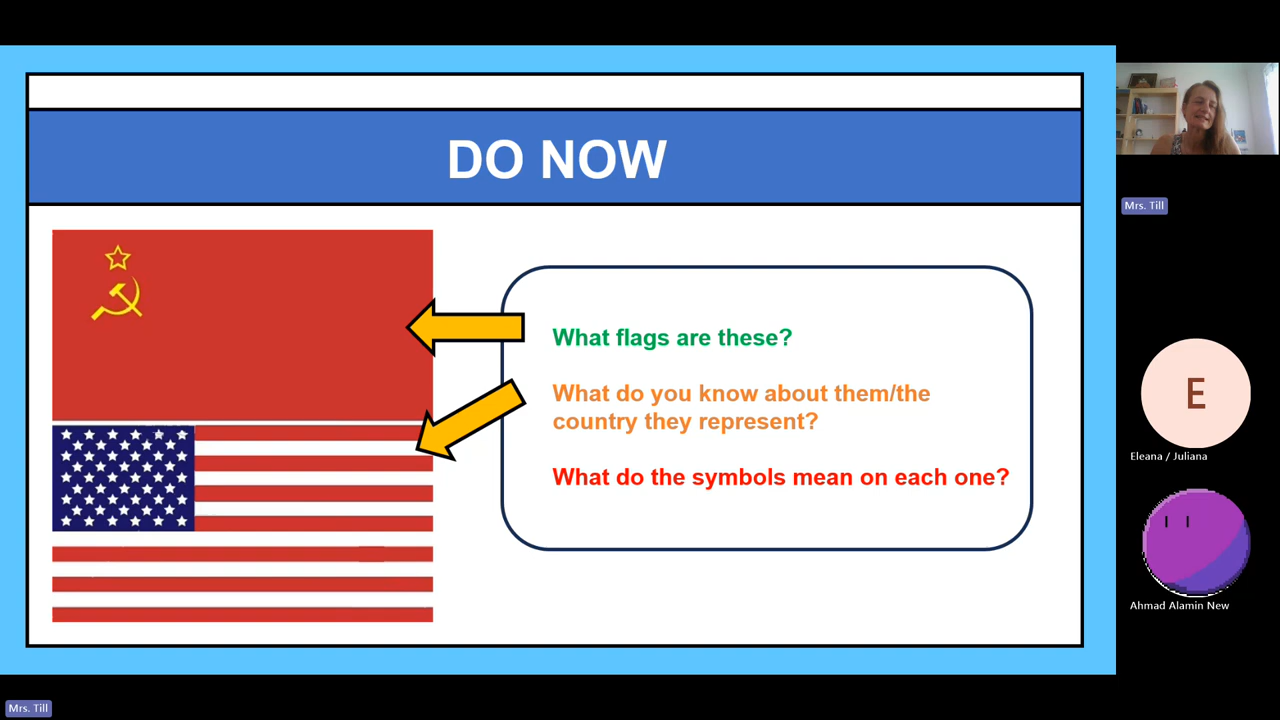 DO NOW
What flags are these?
What do you know about them/the
country they represent?
What do the symbols mean on each one?
Mrs. Till
E
Eleana / Juliana
Ahmad Alamin New
Mrs. Till